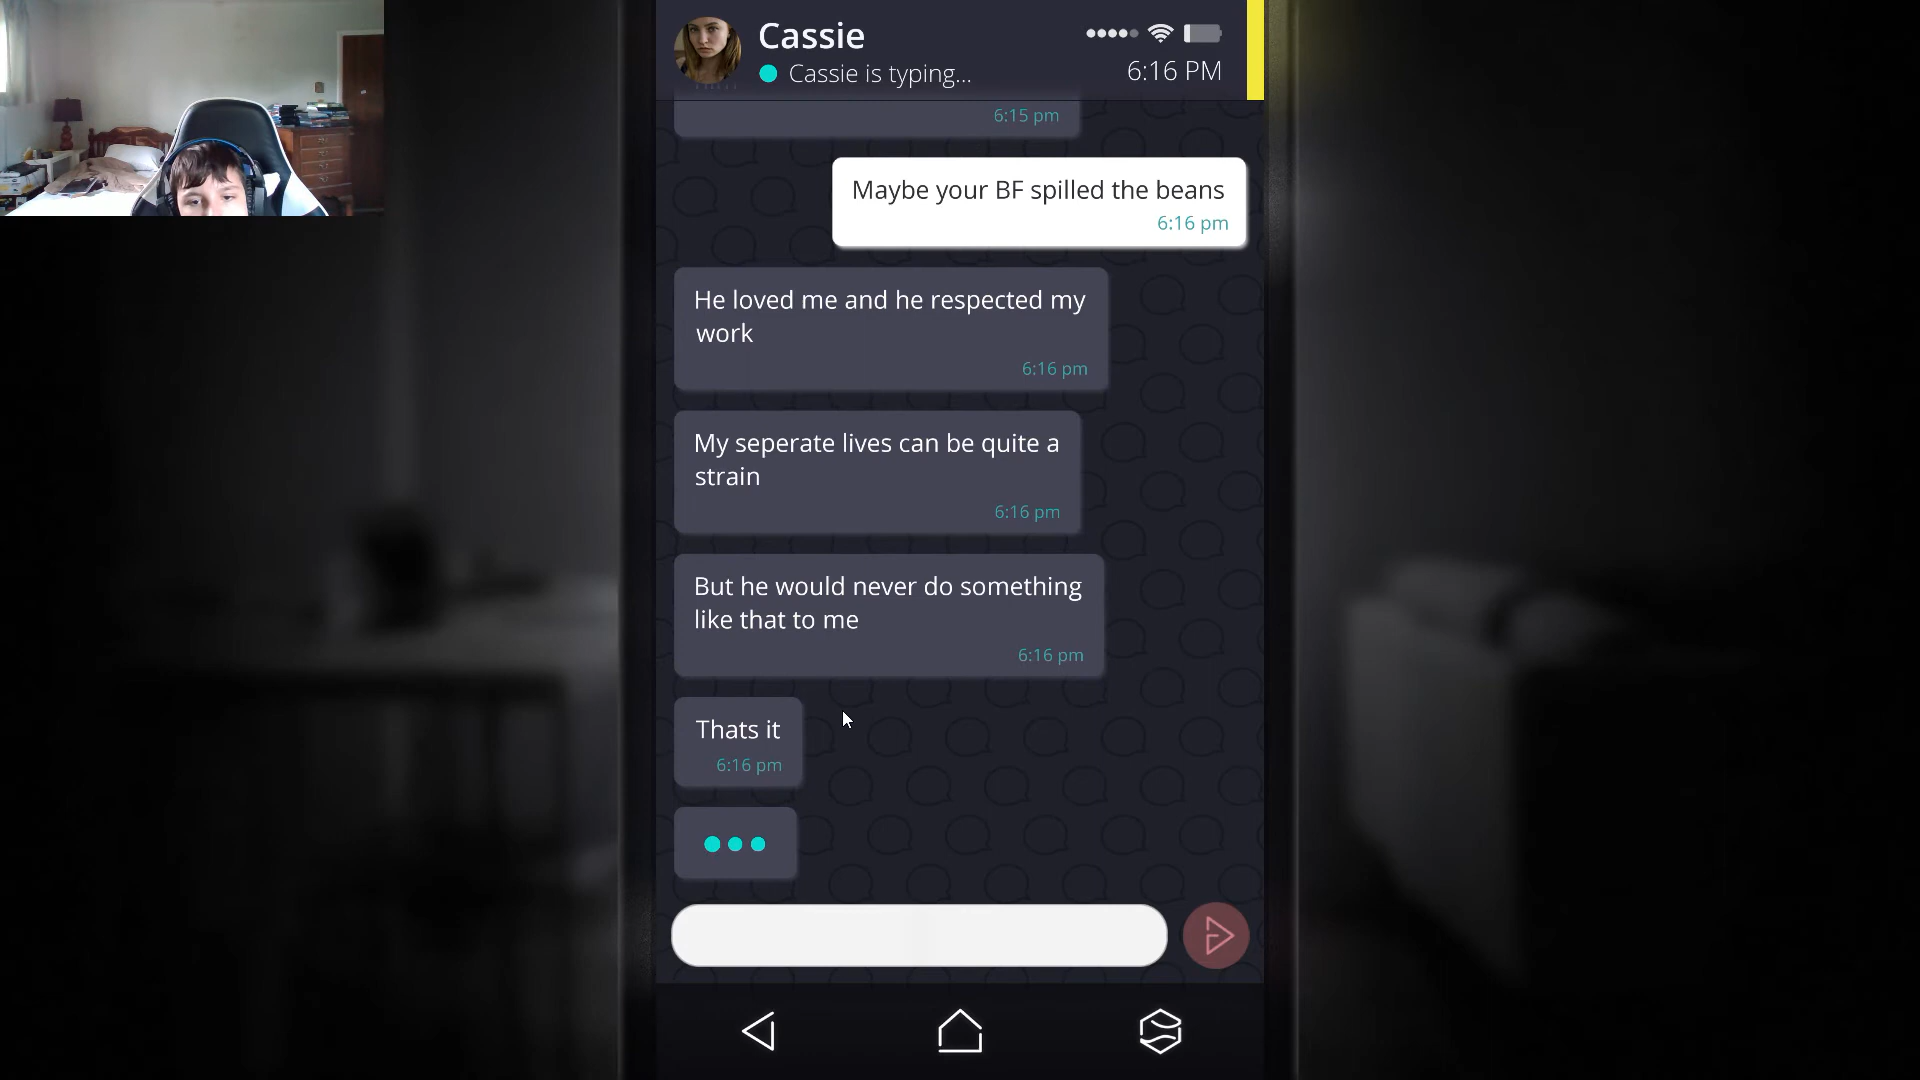 Cassie
Cassie is typing...
6:16 PM
6:15 pm
Maybe your BF spilled the beans
6:16 pm
He loved me and he respected my
work
6:16 pm
My seperate lives can be quite a
strain
6:16 pm
But he would never do something
like that to me
6:16 pm
Thats it
6:16 pm